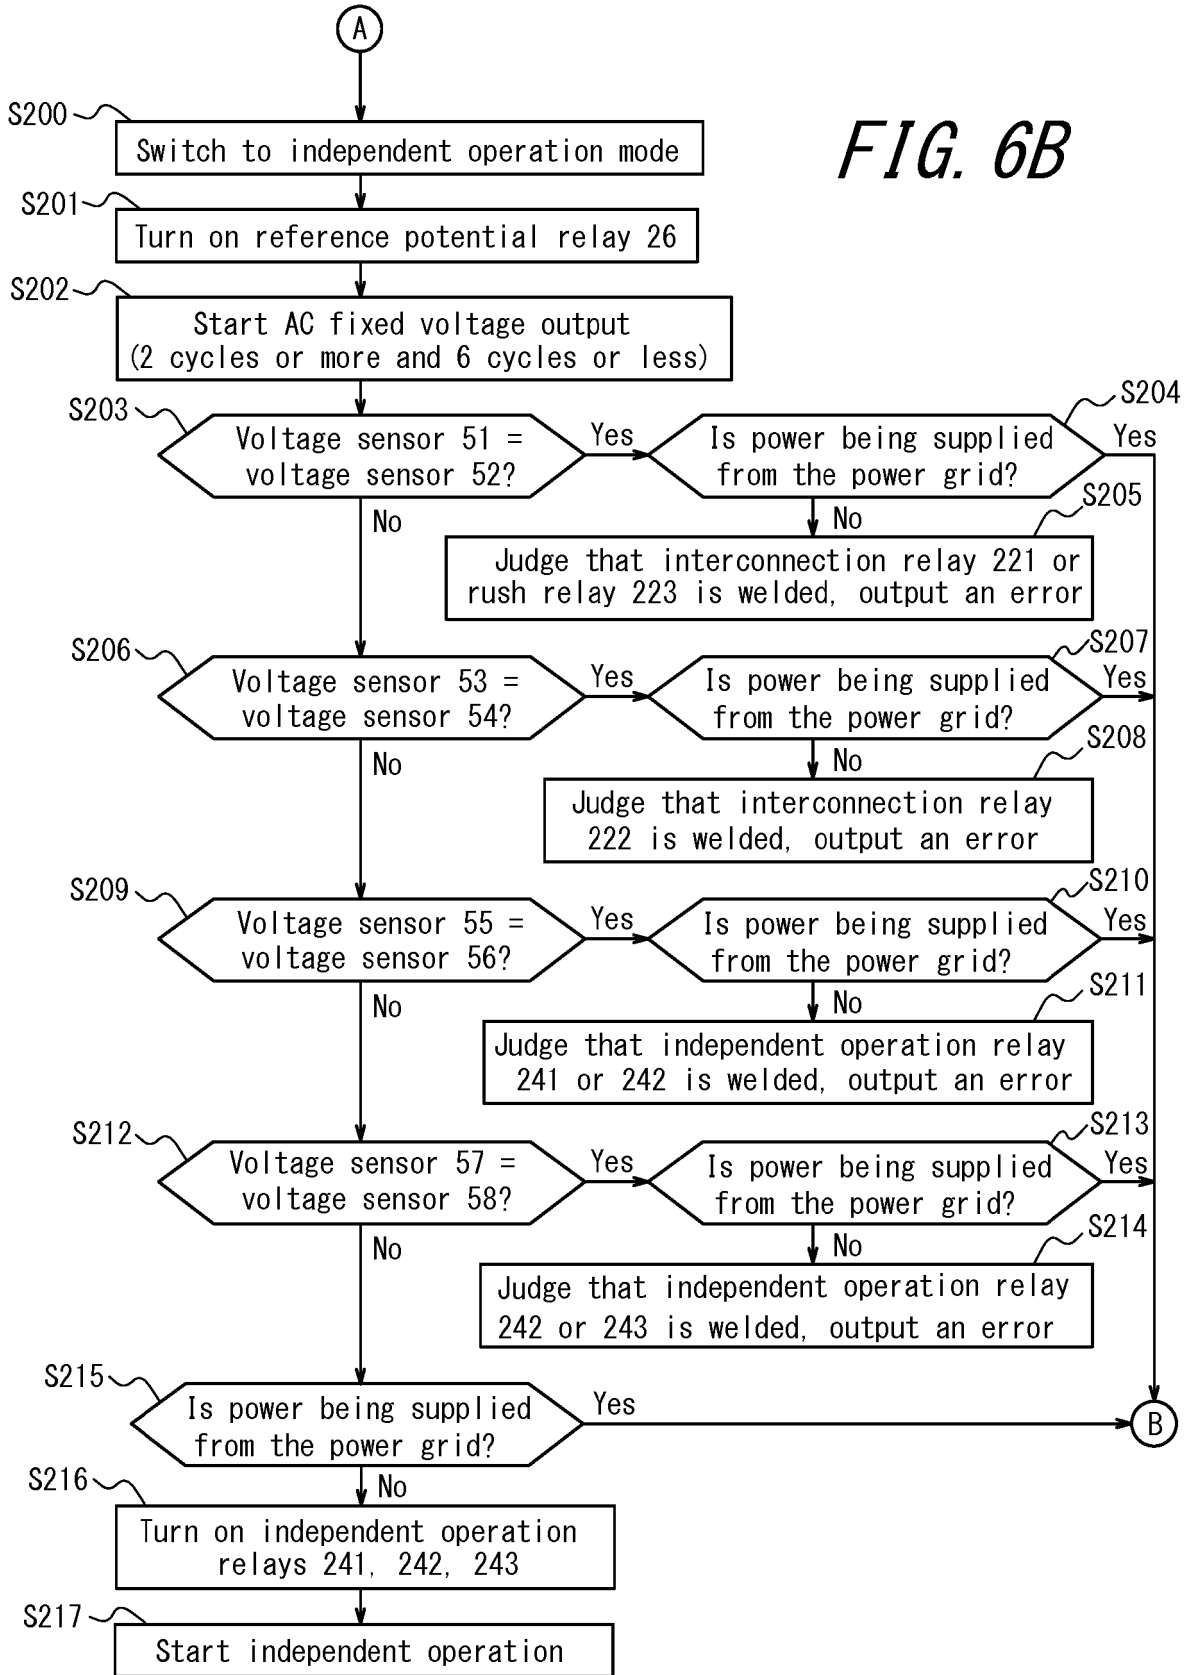 A
S200
Switch to independent operation mode
FIG. 6B
S201
Turn on reference potential relay 26
S202
Start AC fixed voltage output
(2 cycles or more and 6 cycles or less)
S203
Voltage sensor 51 =
voltage sensor 52?
Yes
No
S204
Is power being supplied
from the power grid?
Yes
No
S205
Judge that interconnection relay 221 or
rush relay 223 is welded, output an error
S206
Voltage sensor 53 =
voltage sensor 54?
Yes
No
S207
Is power being supplied
from the power grid?
Yes
No
S208
Judge that interconnection relay
222 is welded, output an error
S209
Voltage sensor 55 =
voltage sensor 56?
Yes
No
S210
Is power being supplied
from the power grid?
Yes
No
S211
Judge that independent operation relay
241 or 242 is welded, output an error
S212
Voltage sensor 57 =
voltage sensor 58?
Yes
No
S213
Is power being supplied
from the power grid?
Yes
No
S214
Judge that independent operation relay
242 or 243 is welded, output an error
S215
Is power being supplied
from the power grid?
Yes
B
No
S216
Turn on independent operation
relays 241, 242, 243
S217
Start independent operation